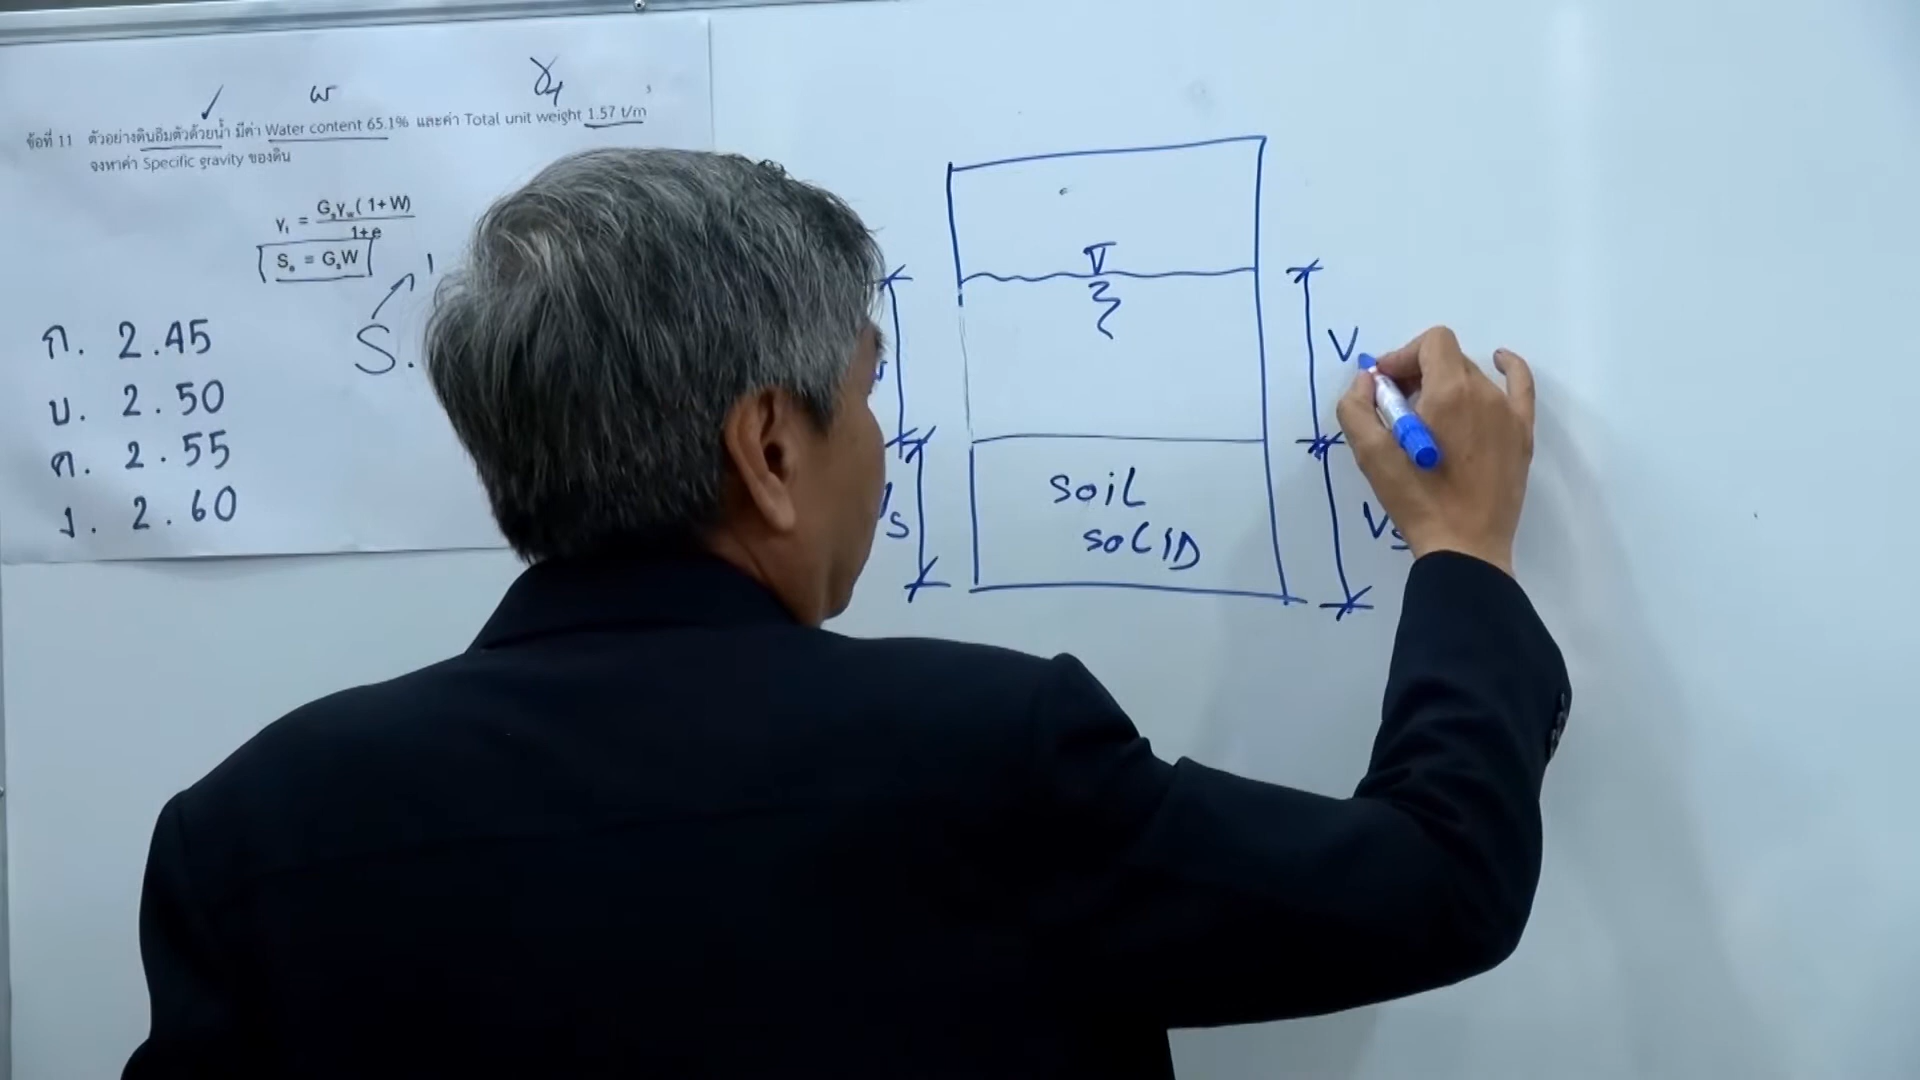 ω γt
ข้อที่ 11 ตัวอย่างดินอิ่มตัวด้วยน้ำ มีค่า Water content 65.1% และค่า Total unit weight 1.57 t/m³
จงหาค่า Specific gravity ของดิน
γt = Gsγw( 1+ W) / 1+e
Se = GsW
S.
ก. 2.45
ข. 2.50
ค. 2.55
ง. 2.60
V
SOIL
SOLID
s
Vs